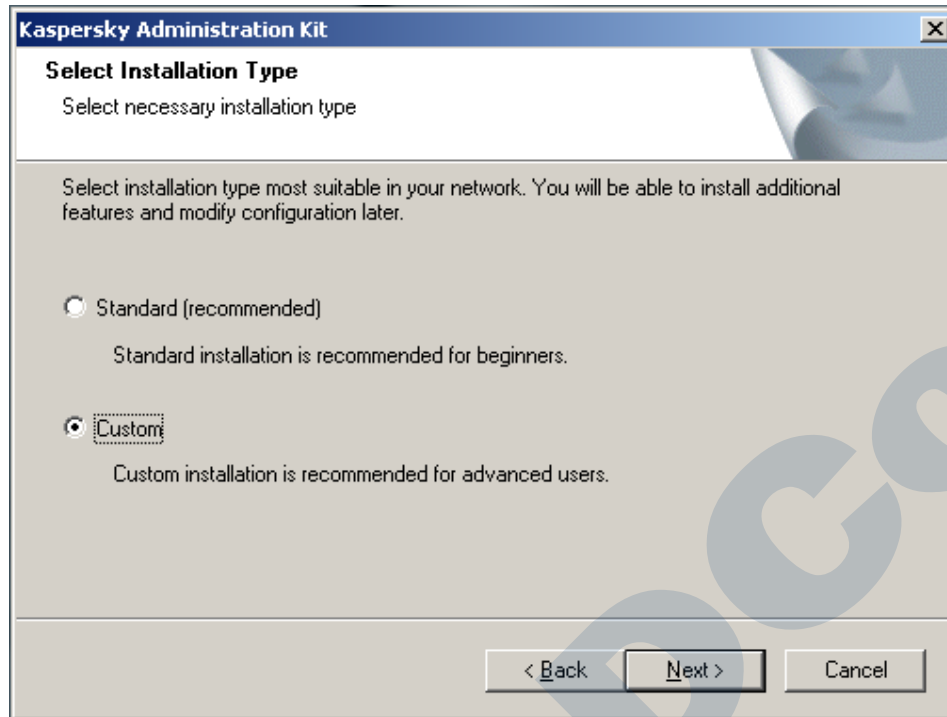 Kaspersky Administration Kit
Select Installation Type
Select necessary installation type
Select installation type most suitable in your network. You will be able to install additional
features and modify configuration later.
Standard (recommended)
Standard installation is recommended for beginners.
Custom
Custom installation is recommended for advanced users.
< Back
Next >
Cancel